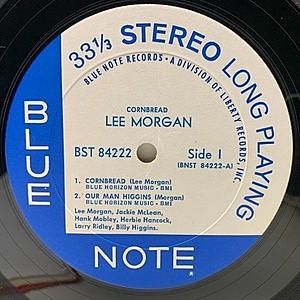 33 1/3 STEREO LONG PLAYING
BLUE NOTE RECORDS • A DIVISION OF LIBERTY RECORDS, INC.
CORNBREAD
LEE MORGAN
BST 84222 Side 1
(BNST 84222-A)
1. CORNBREAD (Lee Morgan)
BLUE HORIZON MUSIC - BMI
2. OUR MAN HIGGINS (Morgan)
BLUE HORIZON MUSIC - BMI
Lee Morgan, Jackie McLean,
Hank Mobley, Herbie Hancock,
Larry Ridley, Billy Higgins.
BLUE
NOTE